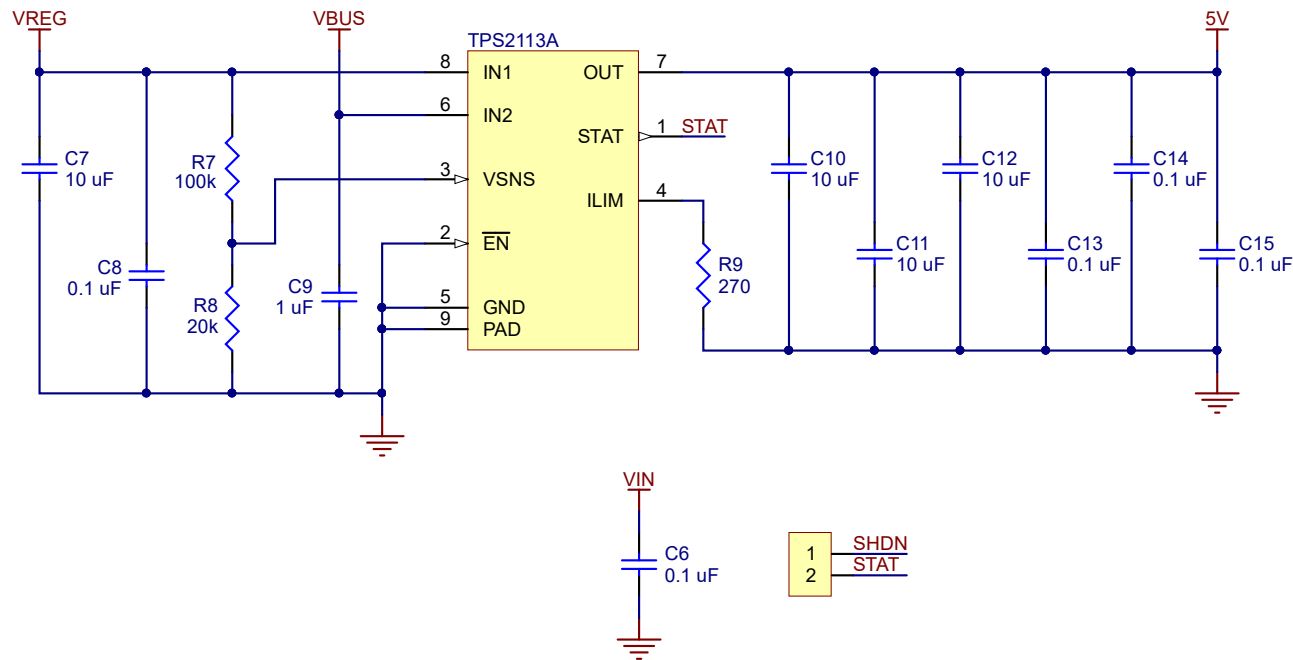 VREG
VBUS
5V
TPS2113A
8
IN1
OUT
7
6
IN2
STAT
1
STAT
3
VSNS
ILIM
4
2
EN
5
GND
9
PAD
C7
10 uF
R7
100k
C8
0.1 uF
R8
20k
C9
1 uF
R9
270
C10
10 uF
C11
10 uF
C12
10 uF
C13
0.1 uF
C14
0.1 uF
C15
0.1 uF
VIN
C6
0.1 uF
1
SHDN
2
STAT